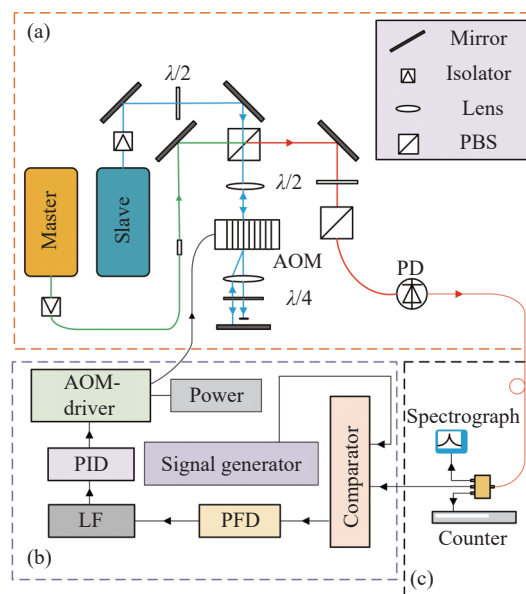 (a)
Mirror
Isolator
Lens
PBS
λ/2
λ/2
Master
Slave
AOM
λ/4
PD
AOM-
driver
Power
Spectrograph
PID
Signal generator
Comparator
LF
PFD
Counter
(b)
(c)